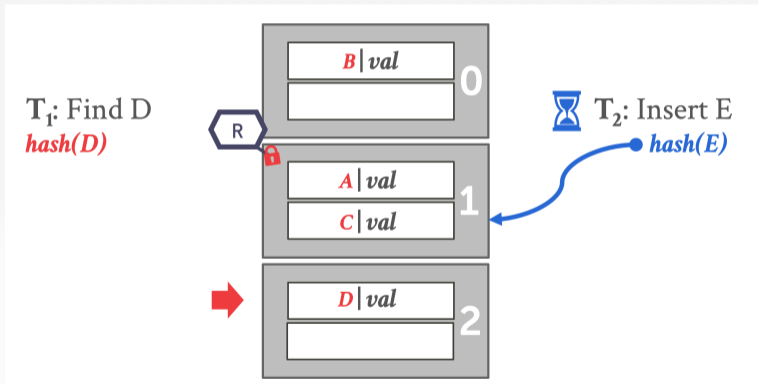 B|val
0
T₁: Find D
hash(D)
R
T₂: Insert E
hash(E)
A|val
1
C|val
D|val
2